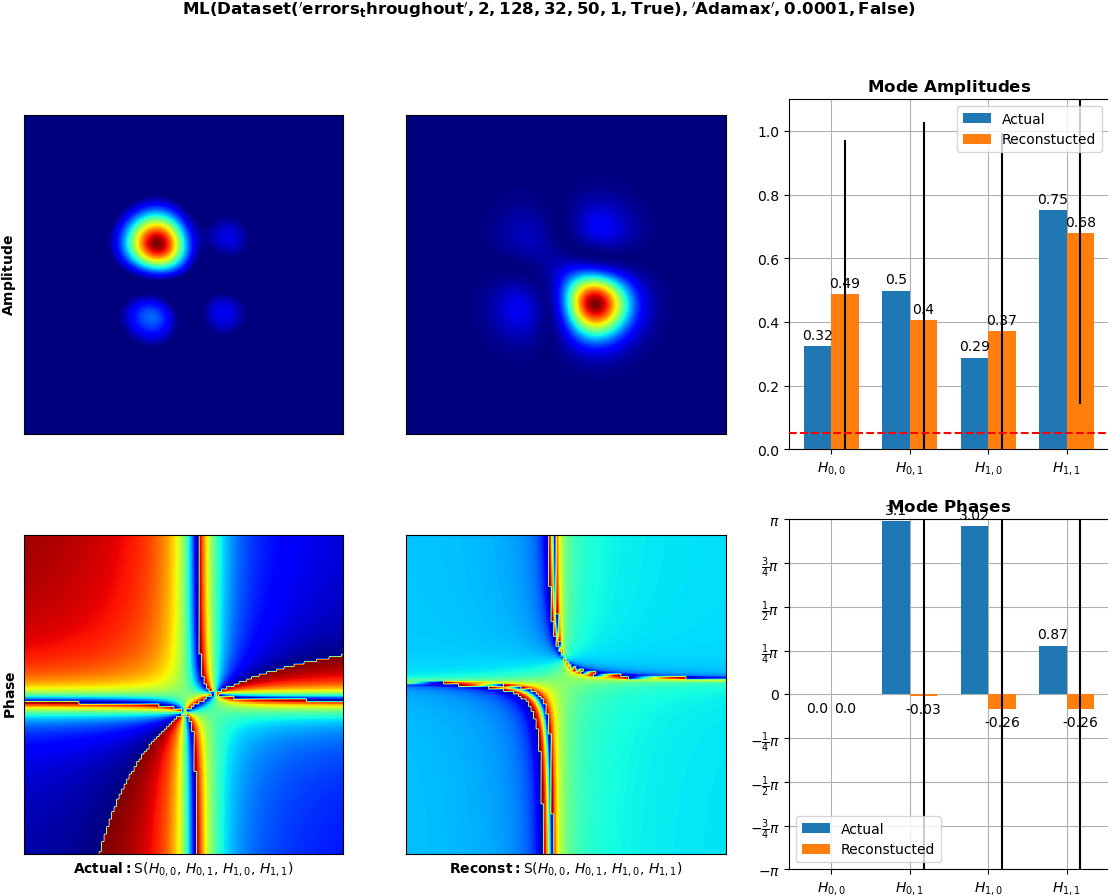 ML(Dataset('errors_throughout', 2, 128, 32, 50, 1, True), 'Adamax', 0.0001, False)
Amplitude
Mode Amplitudes
Actual
Reconstucted
1.0
0.8
0.6
0.4
0.2
0.0
0.32
0.49
0.5
0.4
0.29
0.37
0.75
0.68
H0,0
H0,1
H1,0
H1,1
Phase
Actual: S(H0,0, H0,1, H1,0, H1,1)
Reconst: S(H0,0, H0,1, H1,0, H1,1)
Mode Phases
π
3/4π
1/2π
1/4π
0
−1/4π
−1/2π
−3/4π
−π
0.0
0.0
3.1
-0.03
3.02
-0.26
0.87
-0.26
Actual
Reconstucted
H0,0
H0,1
H1,0
H1,1